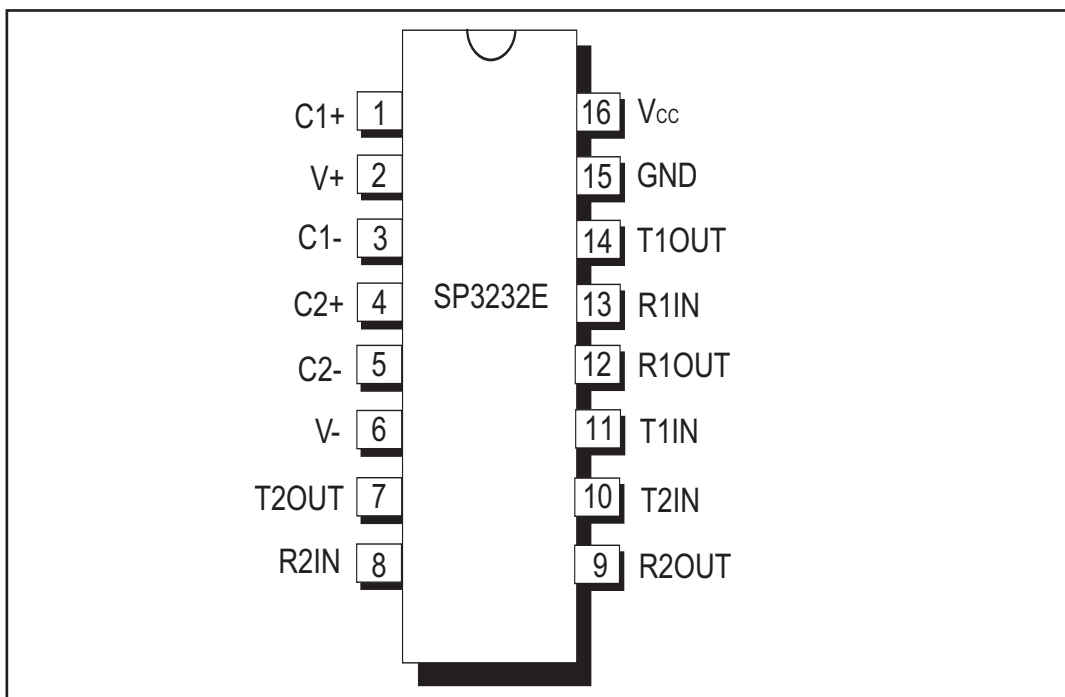 C1+ 1 16 Vcc
V+ 2 15 GND
C1- 3 14 T1OUT
C2+ 4 SP3232E 13 R1IN
C2- 5 12 R1OUT
V- 6 11 T1IN
T2OUT 7 10 T2IN
R2IN 8 9 R2OUT